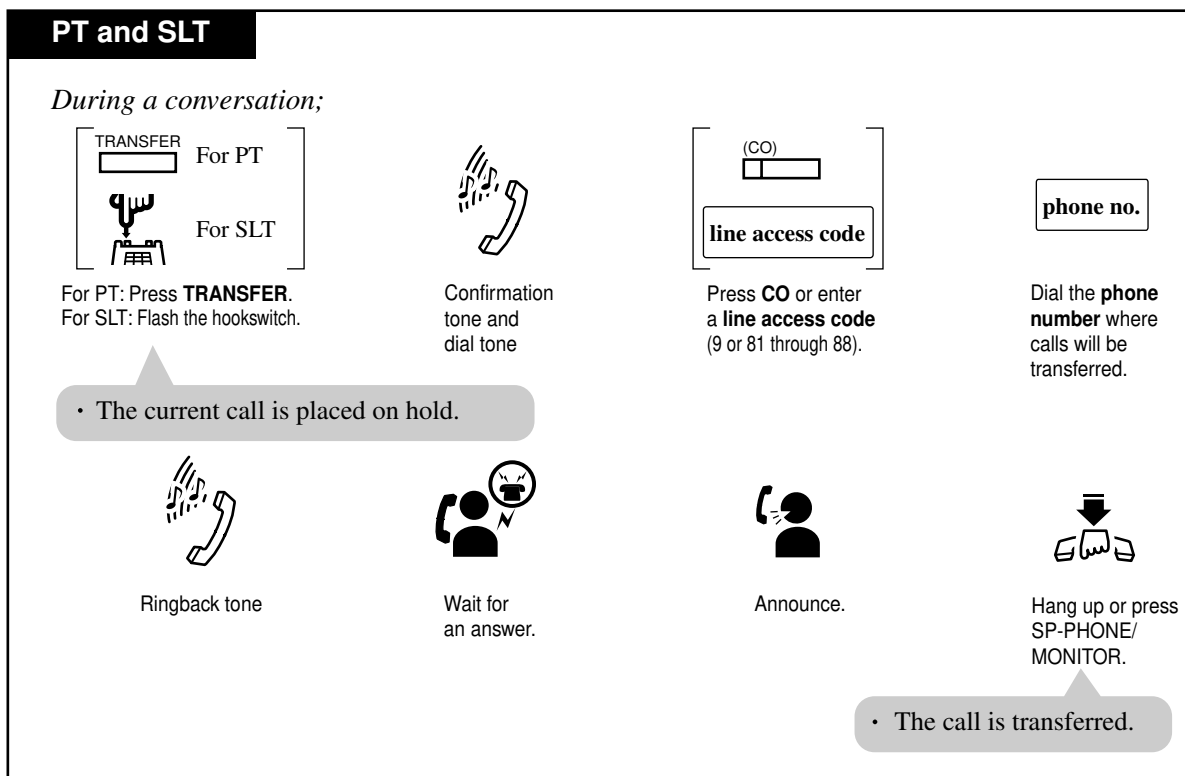 PT and SLT
During a conversation;
TRANSFER
For PT
For SLT
For PT: Press TRANSFER.
For SLT: Flash the hookswitch.
Confirmation
tone and
dial tone
(CO)
line access code
Press CO or enter
a line access code
(9 or 81 through 88).
phone no.
Dial the phone
number where
calls will be
transferred.
· The current call is placed on hold.
Ringback tone
Wait for
an answer.
Announce.
Hang up or press
SP-PHONE/
MONITOR.
· The call is transferred.